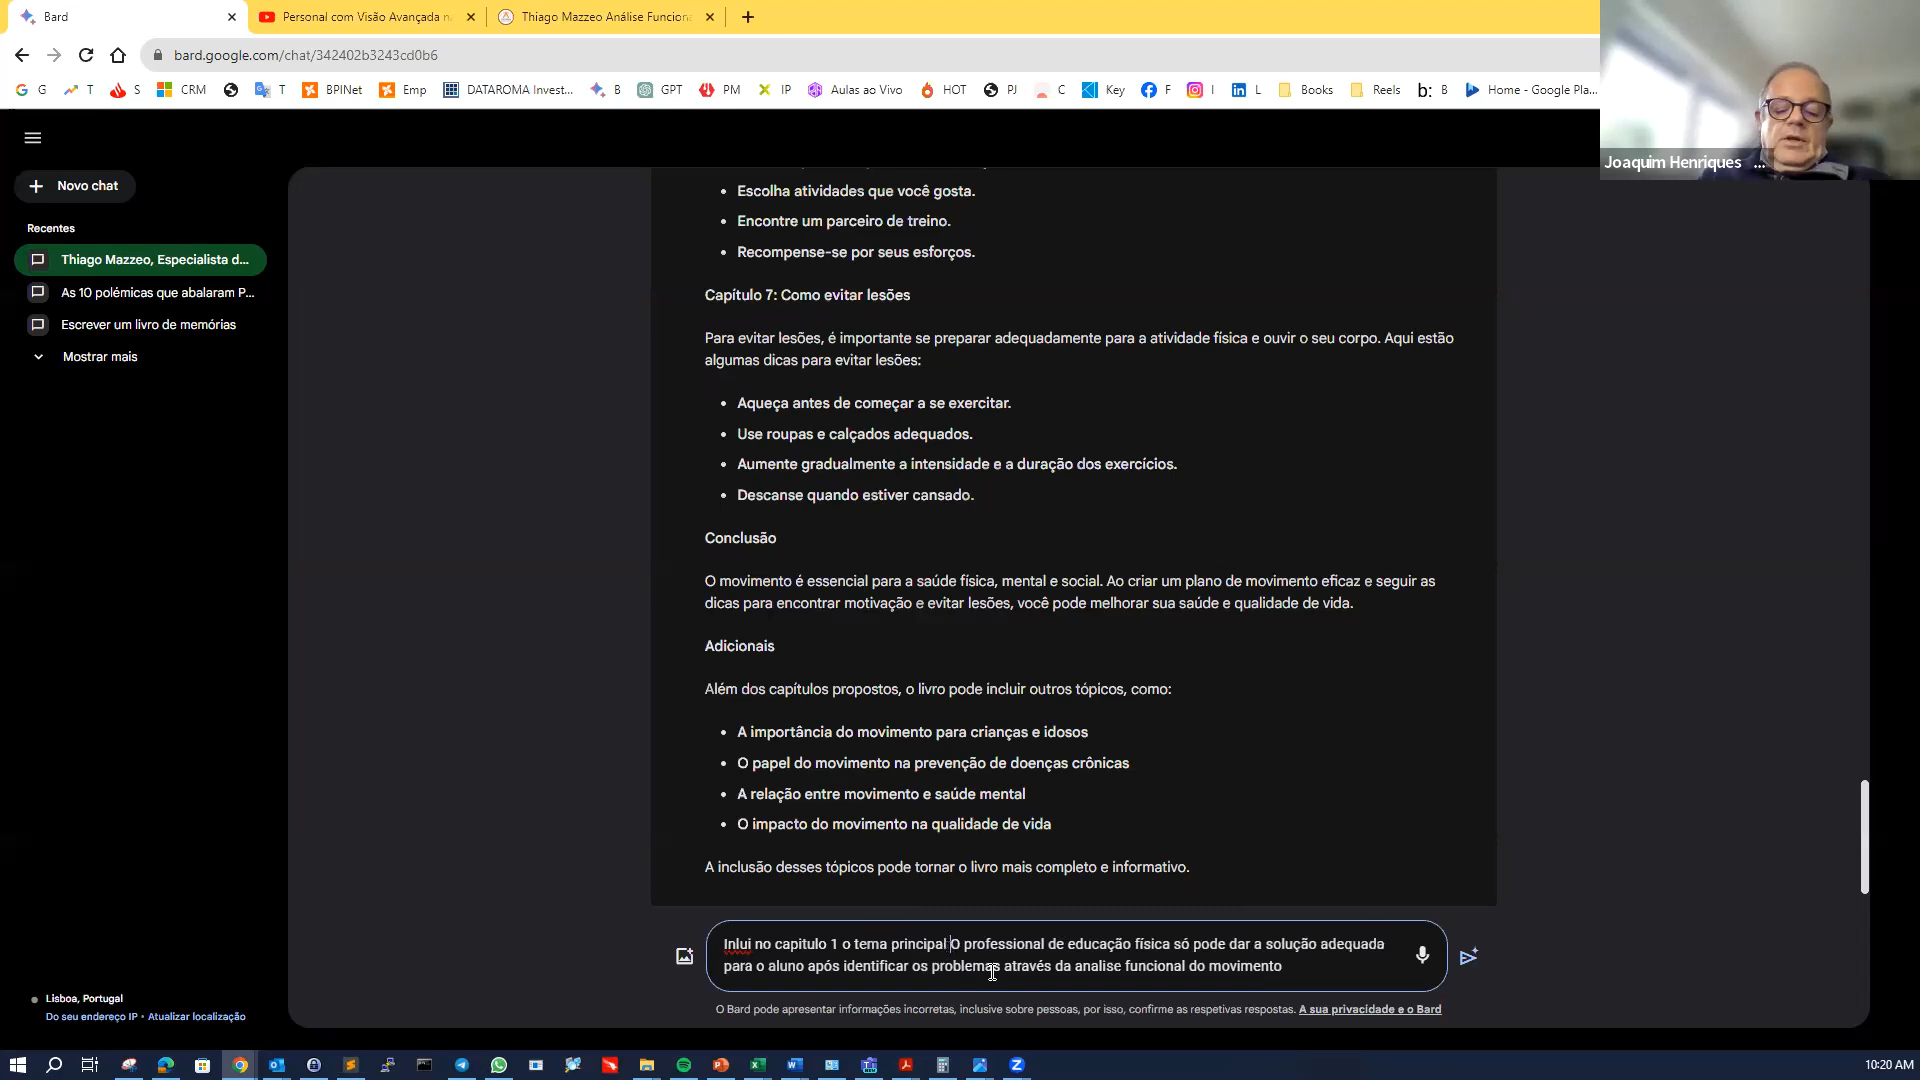 Bard
Personal com Visão Avançada n
Thiago Mazzeo Análise Funcion
bard.google.com/chat/342402b3243cd0b6
G
T
S
CRM
T
BPINet
Emp
DATAROMA Invest...
B
GPT
PM
IP
Aulas ao Vivo
HOT
PJ
C
Key
F
I
L
Books
Reels
b: B
Home - Google Pla...
Joaquim Henriques ...
Novo chat
Recentes
Thiago Mazzeo, Especialista d...
As 10 polémicas que abalaram P...
Escrever um livro de memórias
Mostrar mais
• Escolha atividades que você gosta.
• Encontre um parceiro de treino.
• Recompense-se por seus esforços.
Capítulo 7: Como evitar lesões
Para evitar lesões, é importante se preparar adequadamente para a atividade física e ouvir o seu corpo. Aqui estão
algumas dicas para evitar lesões:
• Aqueça antes de começar a se exercitar.
• Use roupas e calçados adequados.
• Aumente gradualmente a intensidade e a duração dos exercícios.
• Descanse quando estiver cansado.
Conclusão
O movimento é essencial para a saúde física, mental e social. Ao criar um plano de movimento eficaz e seguir as
dicas para encontrar motivação e evitar lesões, você pode melhorar sua saúde e qualidade de vida.
Adicionais
Além dos capítulos propostos, o livro pode incluir outros tópicos, como:
• A importância do movimento para crianças e idosos
• O papel do movimento na prevenção de doenças crônicas
• A relação entre movimento e saúde mental
• O impacto do movimento na qualidade de vida
A inclusão desses tópicos pode tornar o livro mais completo e informativo.
Inlui no capitulo 1 o tema principal O professional de educação física só pode dar a solução adequada
para o aluno após identificar os problemas através da analise funcional do movimento
O Bard pode apresentar informações incorretas, inclusive sobre pessoas, por isso, confirme as respetivas respostas. A sua privacidade e o Bard
Lisboa, Portugal
Do seu endereço IP • Atualizar localização
10:20 AM